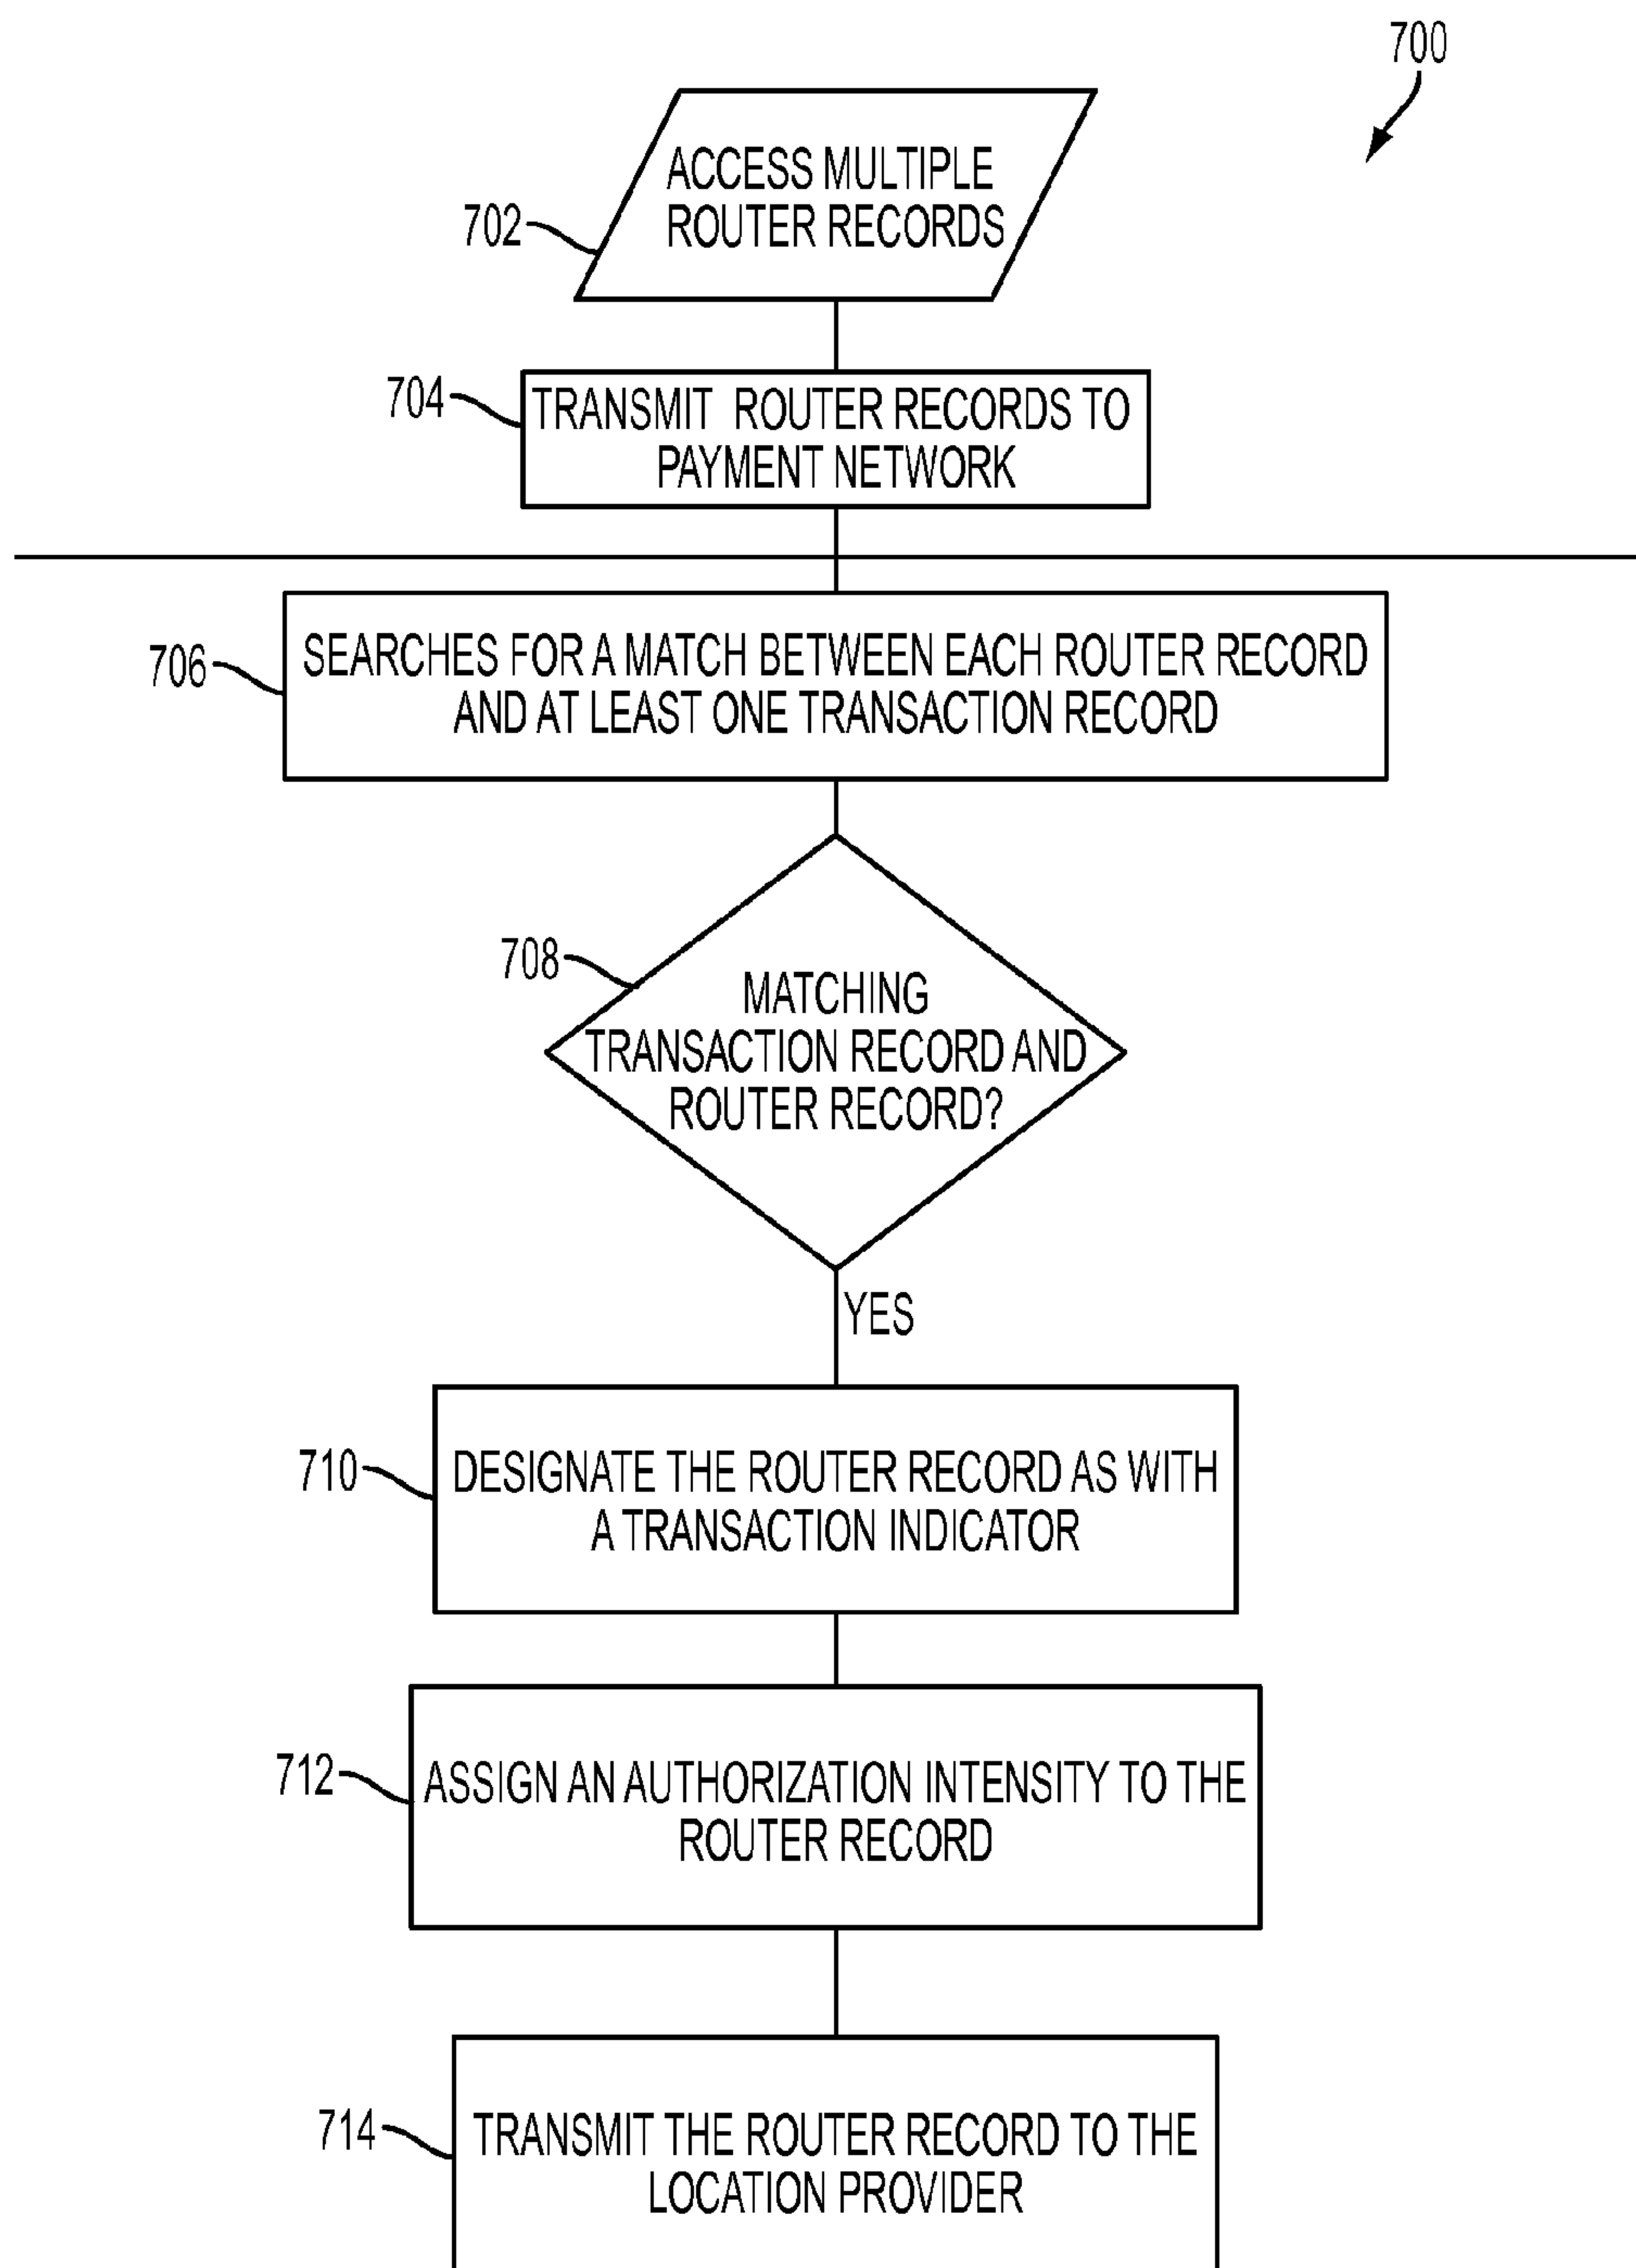 700
ACCESS MULTIPLE
ROUTER RECORDS
702
704
TRANSMIT ROUTER RECORDS TO
PAYMENT NETWORK
706
SEARCHES FOR A MATCH BETWEEN EACH ROUTER RECORD
AND AT LEAST ONE TRANSACTION RECORD
708
MATCHING
TRANSACTION RECORD AND
ROUTER RECORD?
YES
710
DESIGNATE THE ROUTER RECORD AS WITH
A TRANSACTION INDICATOR
712
ASSIGN AN AUTHORIZATION INTENSITY TO THE
ROUTER RECORD
714
TRANSMIT THE ROUTER RECORD TO THE
LOCATION PROVIDER